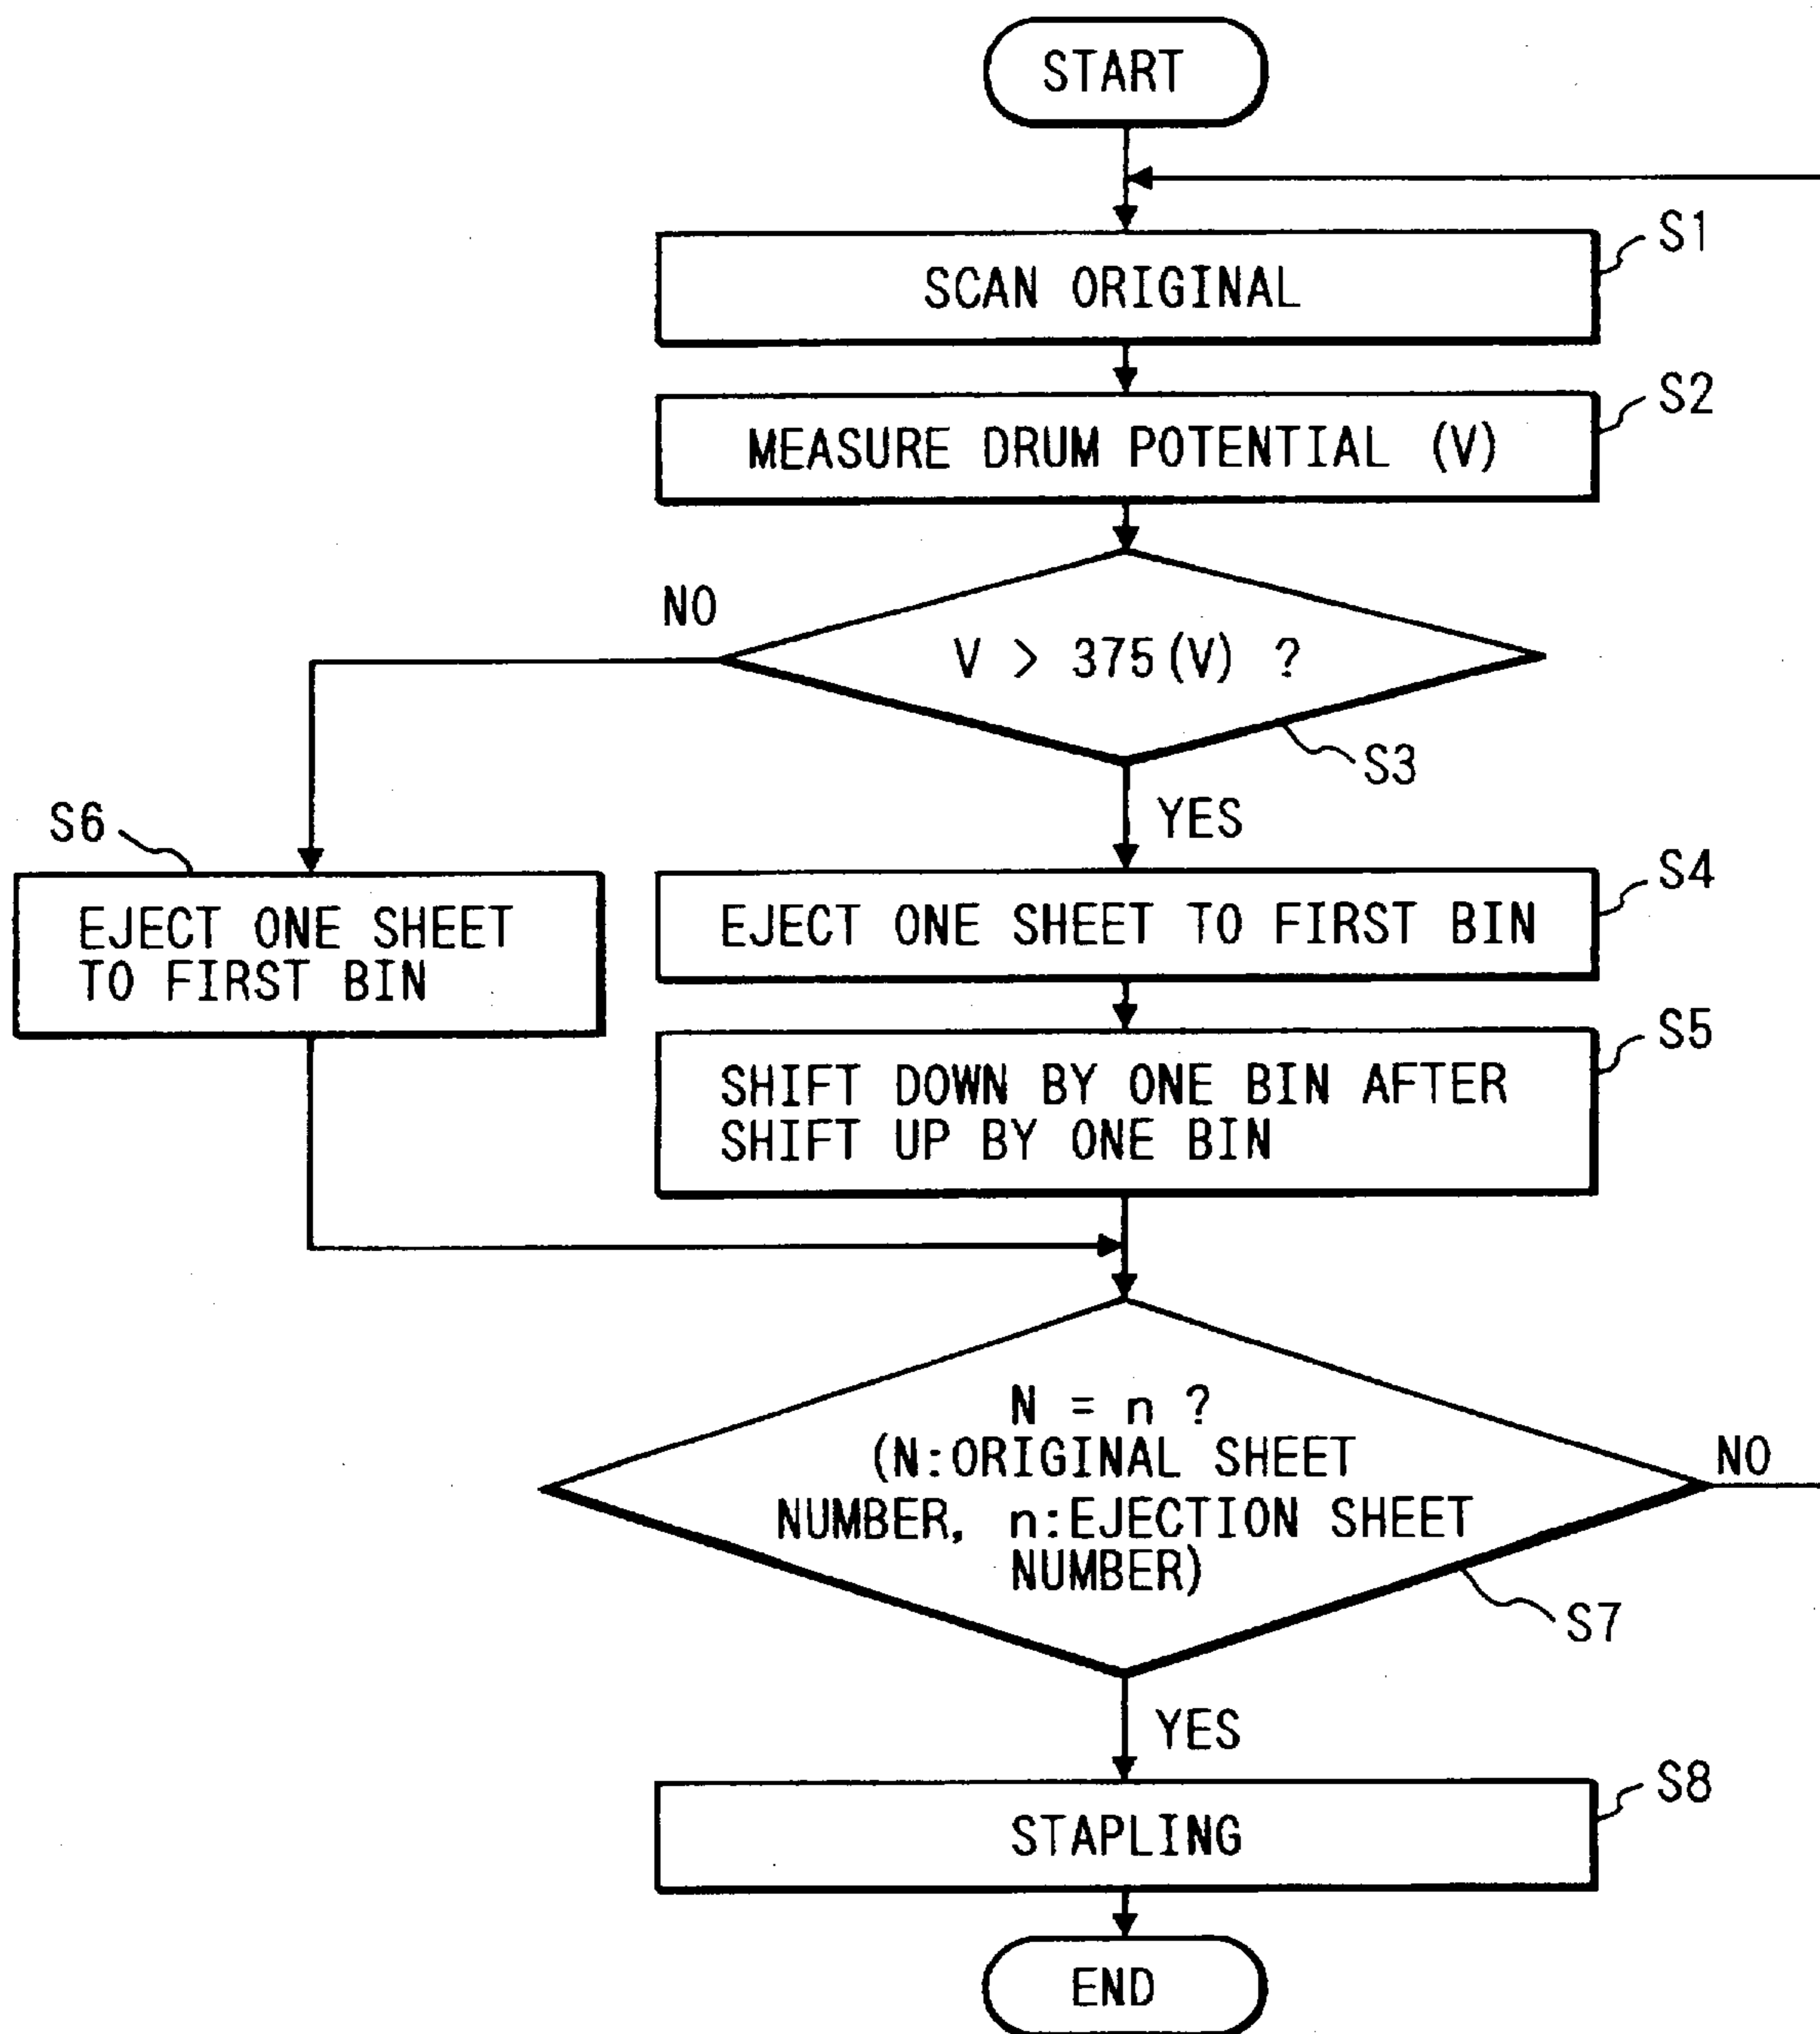 START
S1
SCAN ORIGINAL
S2
MEASURE DRUM POTENTIAL (V)
NO
V > 375(V) ?
S3
YES
S6
S4
EJECT ONE SHEET
TO FIRST BIN
EJECT ONE SHEET TO FIRST BIN
S5
SHIFT DOWN BY ONE BIN AFTER
SHIFT UP BY ONE BIN
N = n ?
(N:ORIGINAL SHEET
NUMBER, n:EJECTION SHEET
NUMBER)
NO
S7
YES
S8
STAPLING
END